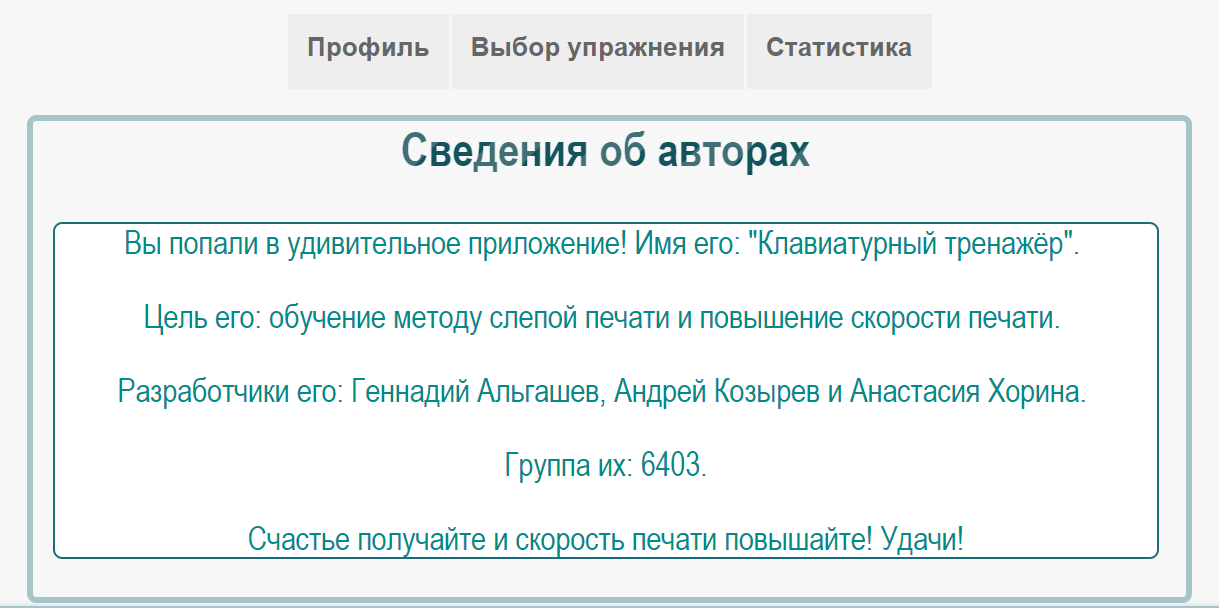 Профиль Выбор упражнения Статистика
Сведения об авторах
Вы попали в удивительное приложение! Имя его: "Клавиатурный тренажёр".
Цель его: обучение методу слепой печати и повышение скорости печати.
Разработчики его: Геннадий Альгашев, Андрей Козырев и Анастасия Хорина.
Группа их: 6403.
Счастье получайте и скорость печати повышайте! Удачи!